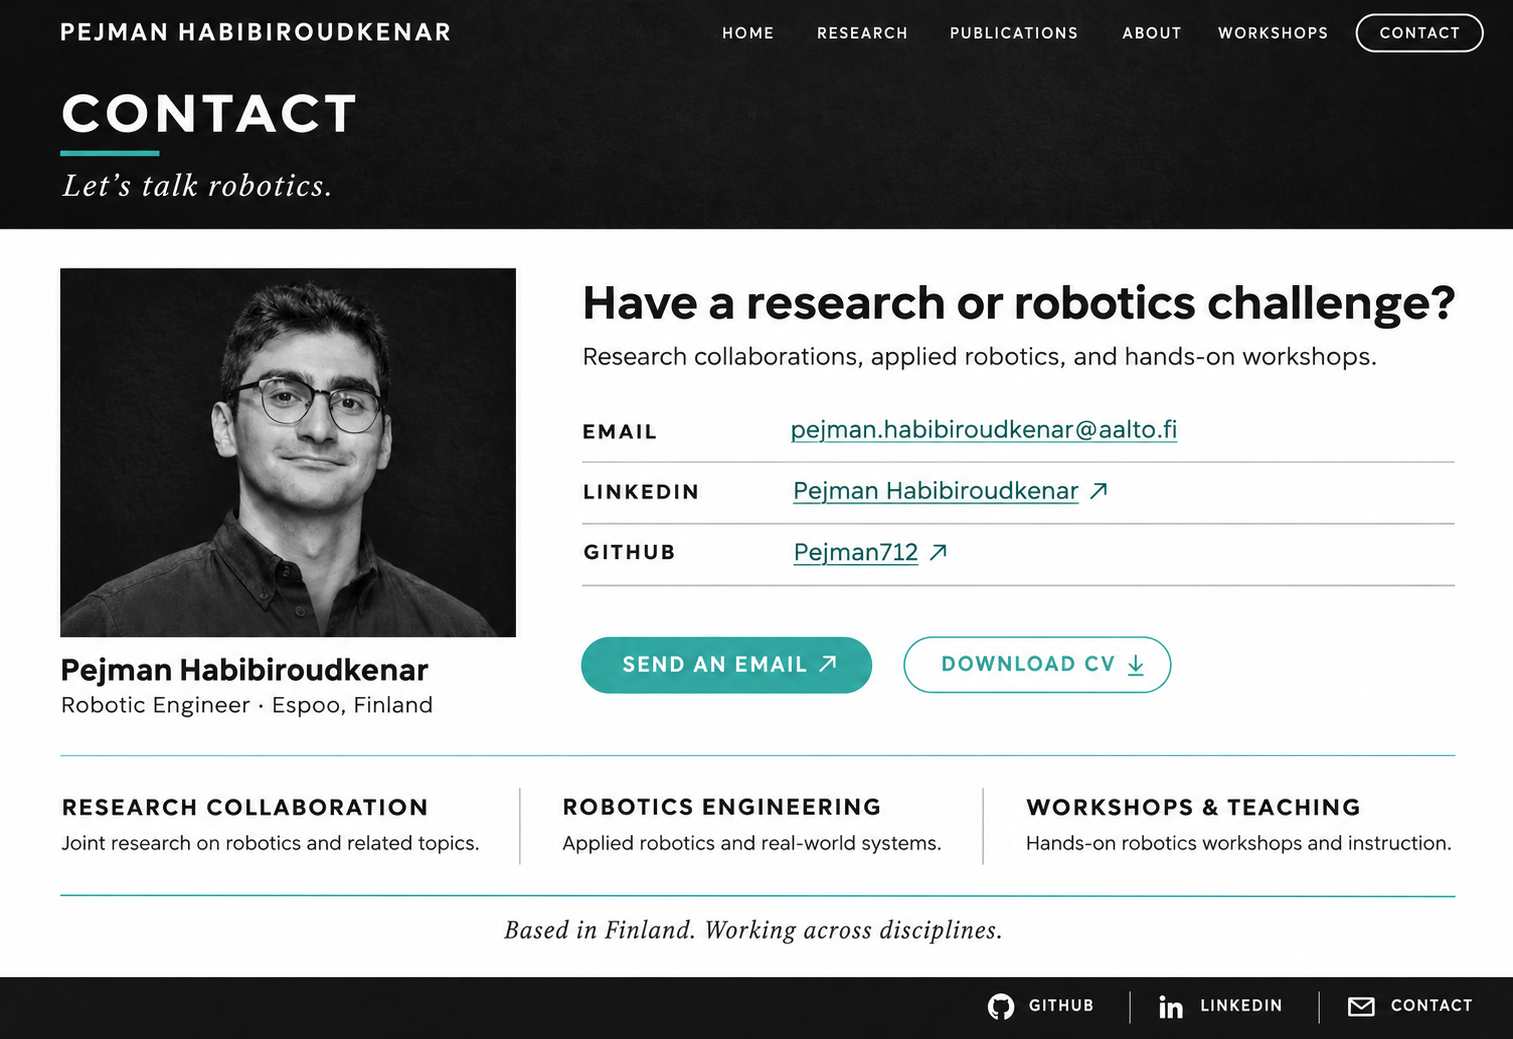 PEJMAN HABIBIROUDKENAR
HOME RESEARCH PUBLICATIONS ABOUT WORKSHOPS CONTACT
CONTACT
Let's talk robotics.
Have a research or robotics challenge?
Research collaborations, applied robotics, and hands-on workshops.
EMAIL pejman.habibiroudkenar@aalto.fi
LINKEDIN Pejman Habibiroudkenar ↗
GITHUB Pejman712 ↗
SEND AN EMAIL ↗ DOWNLOAD CV
Pejman Habibiroudkenar
Robotic Engineer · Espoo, Finland
RESEARCH COLLABORATION
Joint research on robotics and related topics.
ROBOTICS ENGINEERING
Applied robotics and real-world systems.
WORKSHOPS & TEACHING
Hands-on robotics workshops and instruction.
Based in Finland. Working across disciplines.
GITHUB in LINKEDIN CONTACT